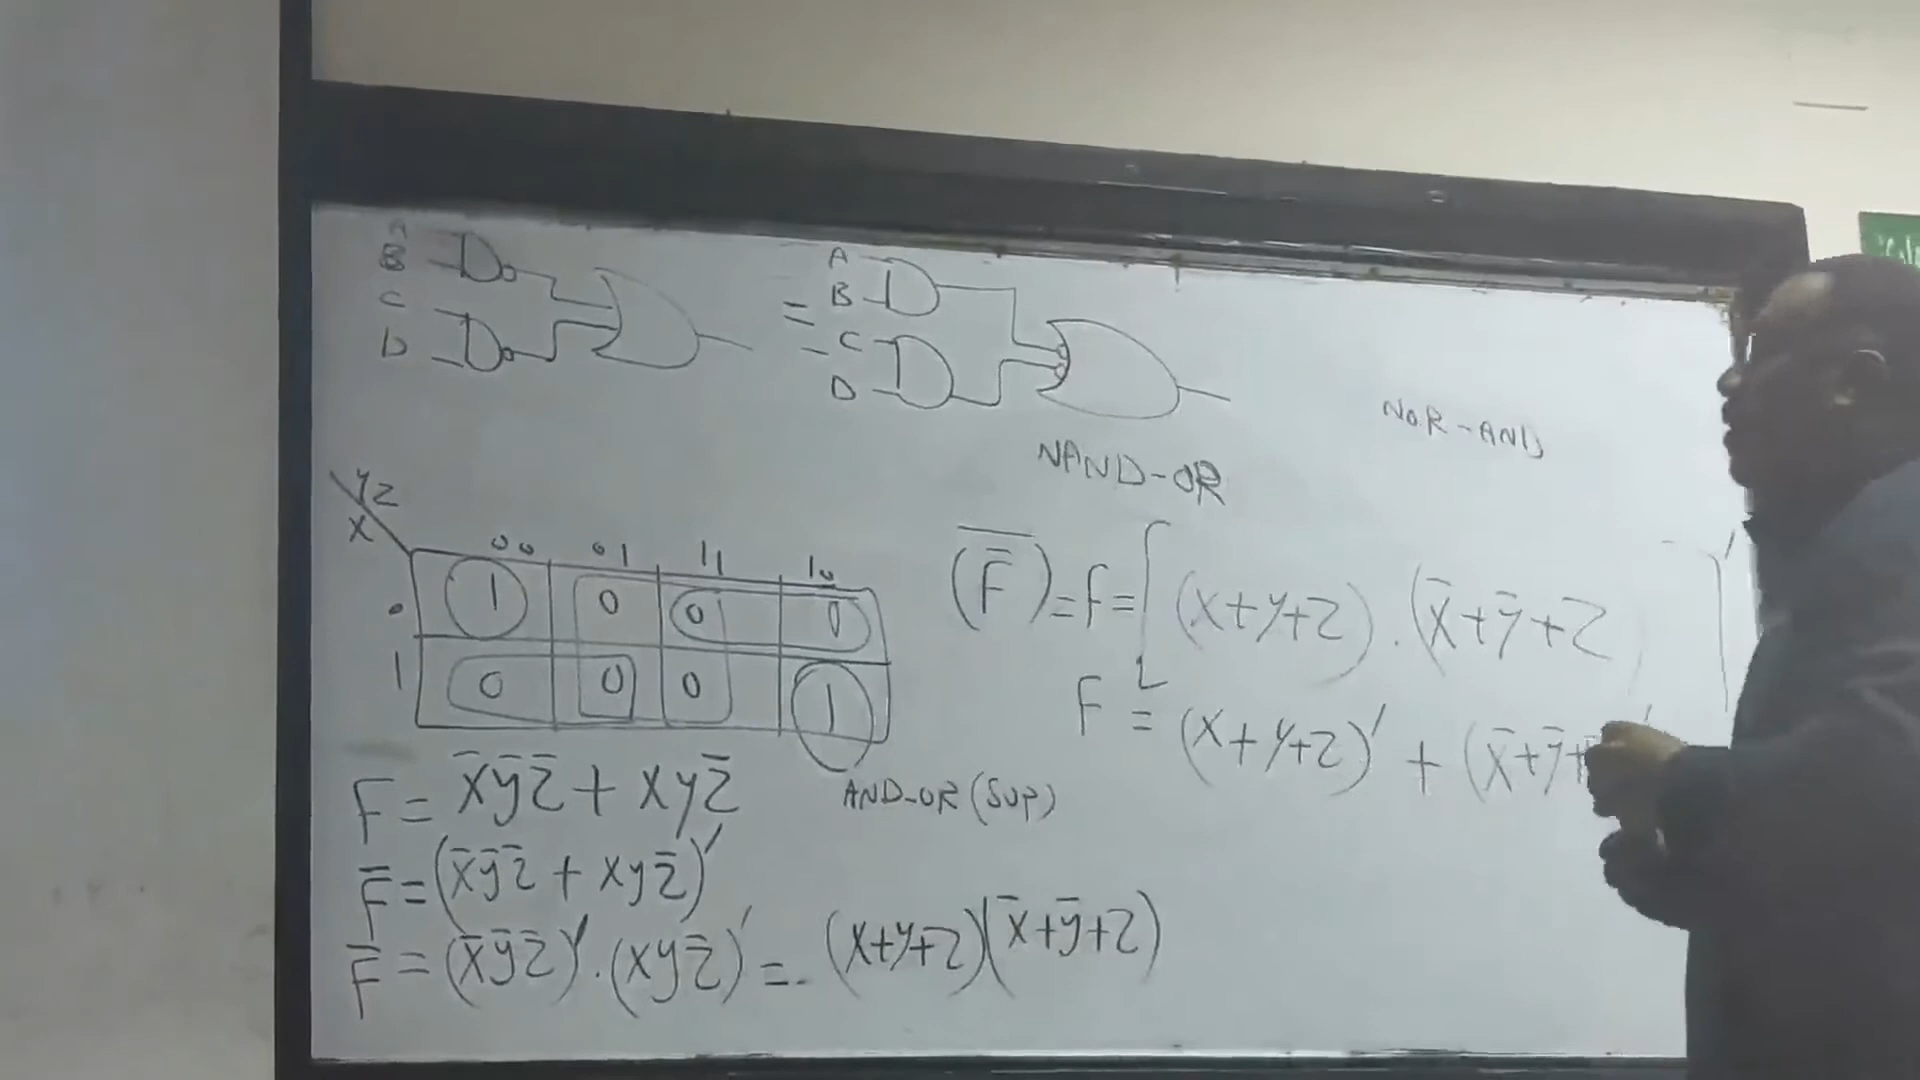 A
B
C
D
=
A
B
C
D
NAND-OR
NOR-AND
YZ
X
00 01 11 10
0 1 0 0 0
1 0 0 0 1
F = x̄ȳz̄ + xyz̄
AND-OR (SOP)
F̄ = (x̄ȳz̄ + xyz̄)'
F̄ = (x̄ȳz̄)' . (xyz̄)' = (x+y+z)(x̄+ȳ+z)
(F̄)‾ = F = [(x+y+z) . (x̄+ȳ+z)]'
F = (x+y+z)' + (x̄+ȳ+